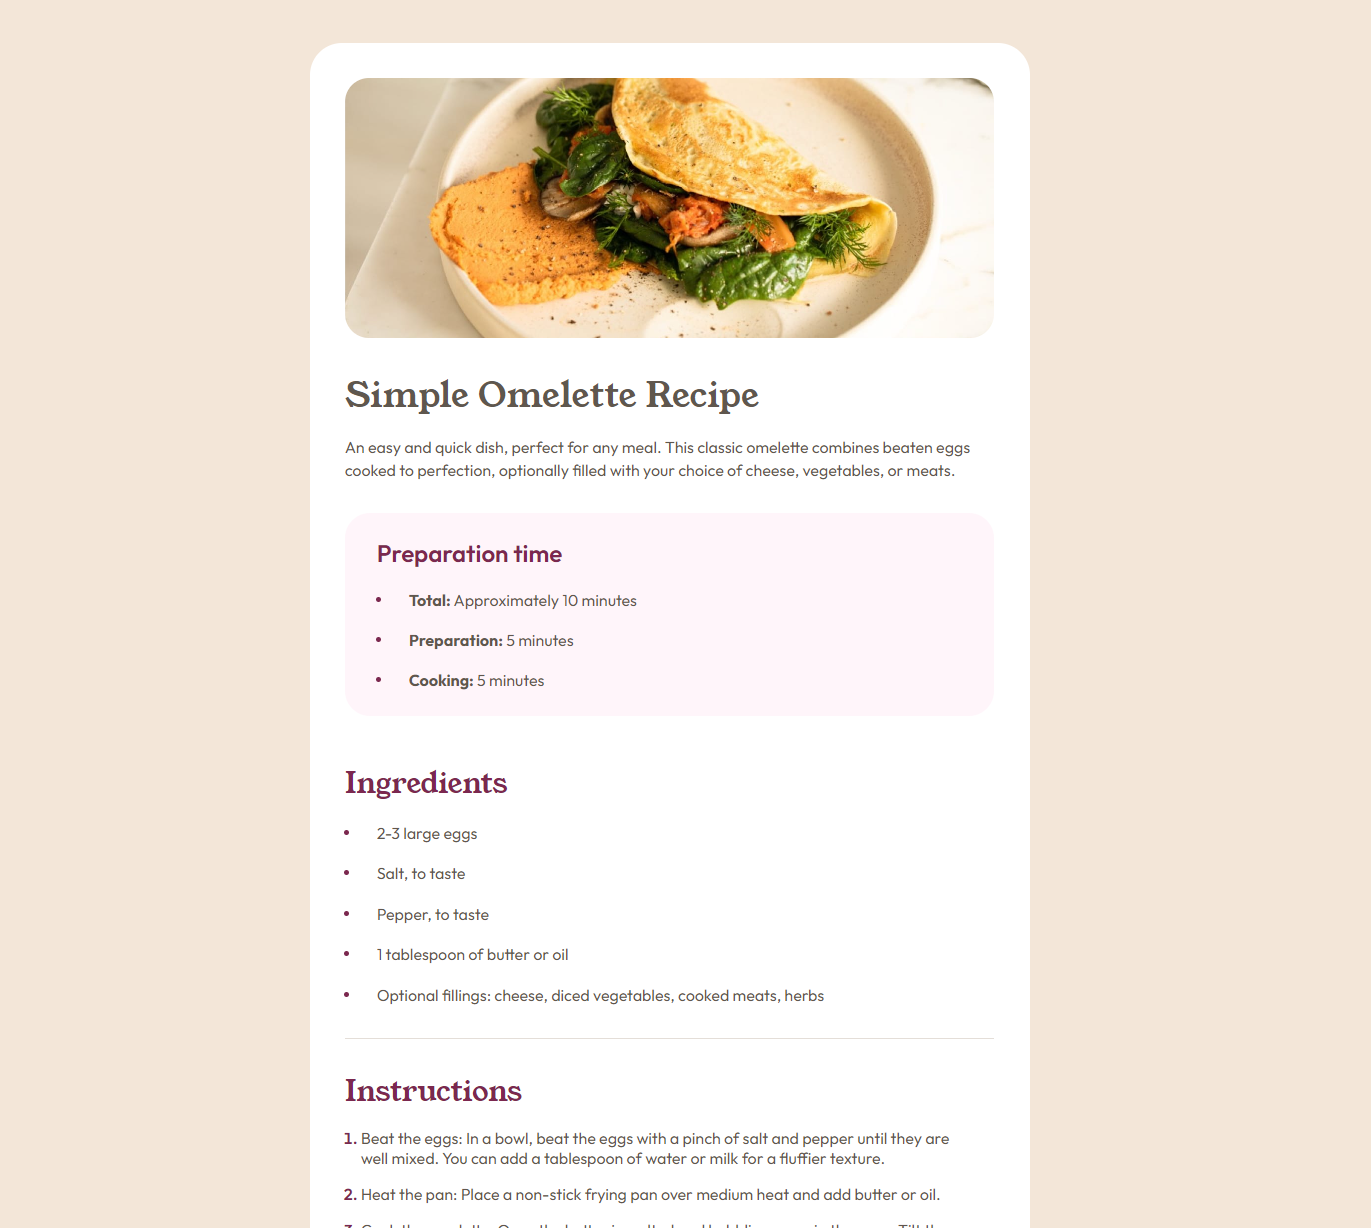 Simple Omelette Recipe
An easy and quick dish, perfect for any meal. This classic omelette combines beaten eggs
cooked to perfection, optionally filled with your choice of cheese, vegetables, or meats.
Preparation time
• Total: Approximately 10 minutes
• Preparation: 5 minutes
• Cooking: 5 minutes
Ingredients
• 2-3 large eggs
• Salt, to taste
• Pepper, to taste
• 1 tablespoon of butter or oil
• Optional fillings: cheese, diced vegetables, cooked meats, herbs
Instructions
1. Beat the eggs: In a bowl, beat the eggs with a pinch of salt and pepper until they are
well mixed. You can add a tablespoon of water or milk for a fluffier texture.
2. Heat the pan: Place a non-stick frying pan over medium heat and add butter or oil.